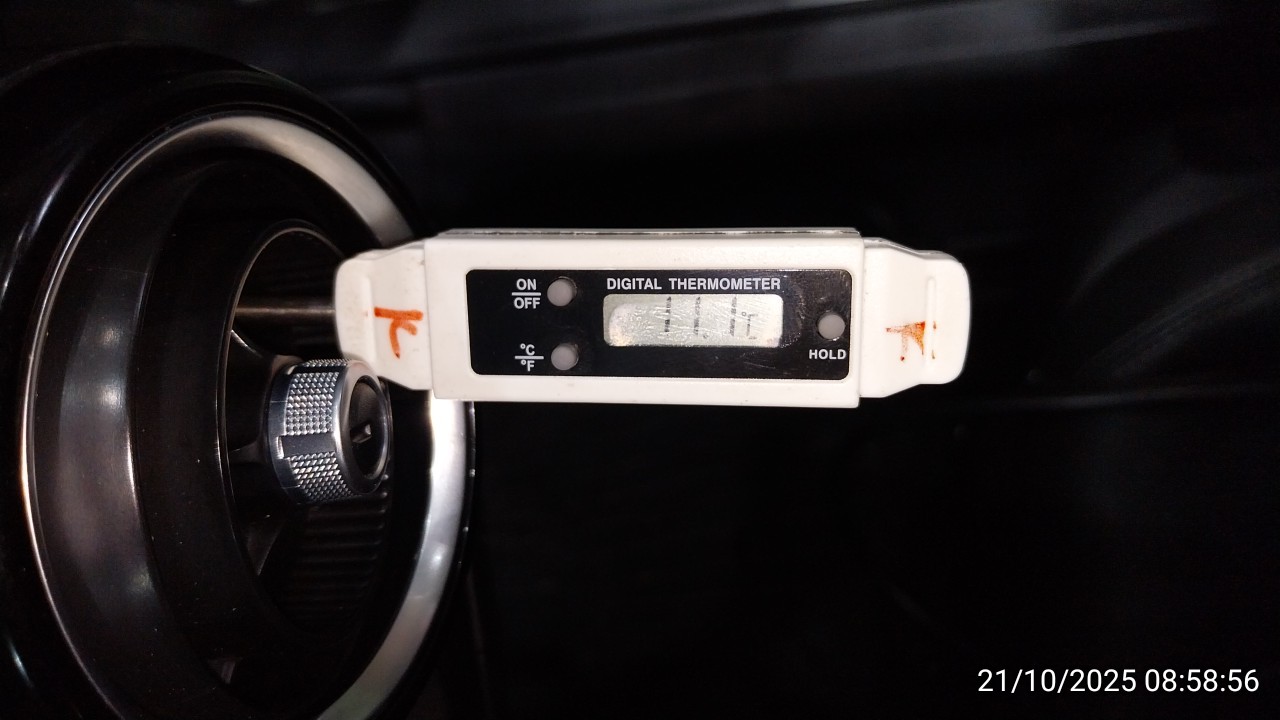 ON
OFF
DIGITAL THERMOMETER
°C
°F
HOLD
21/10/2025 08:58:56